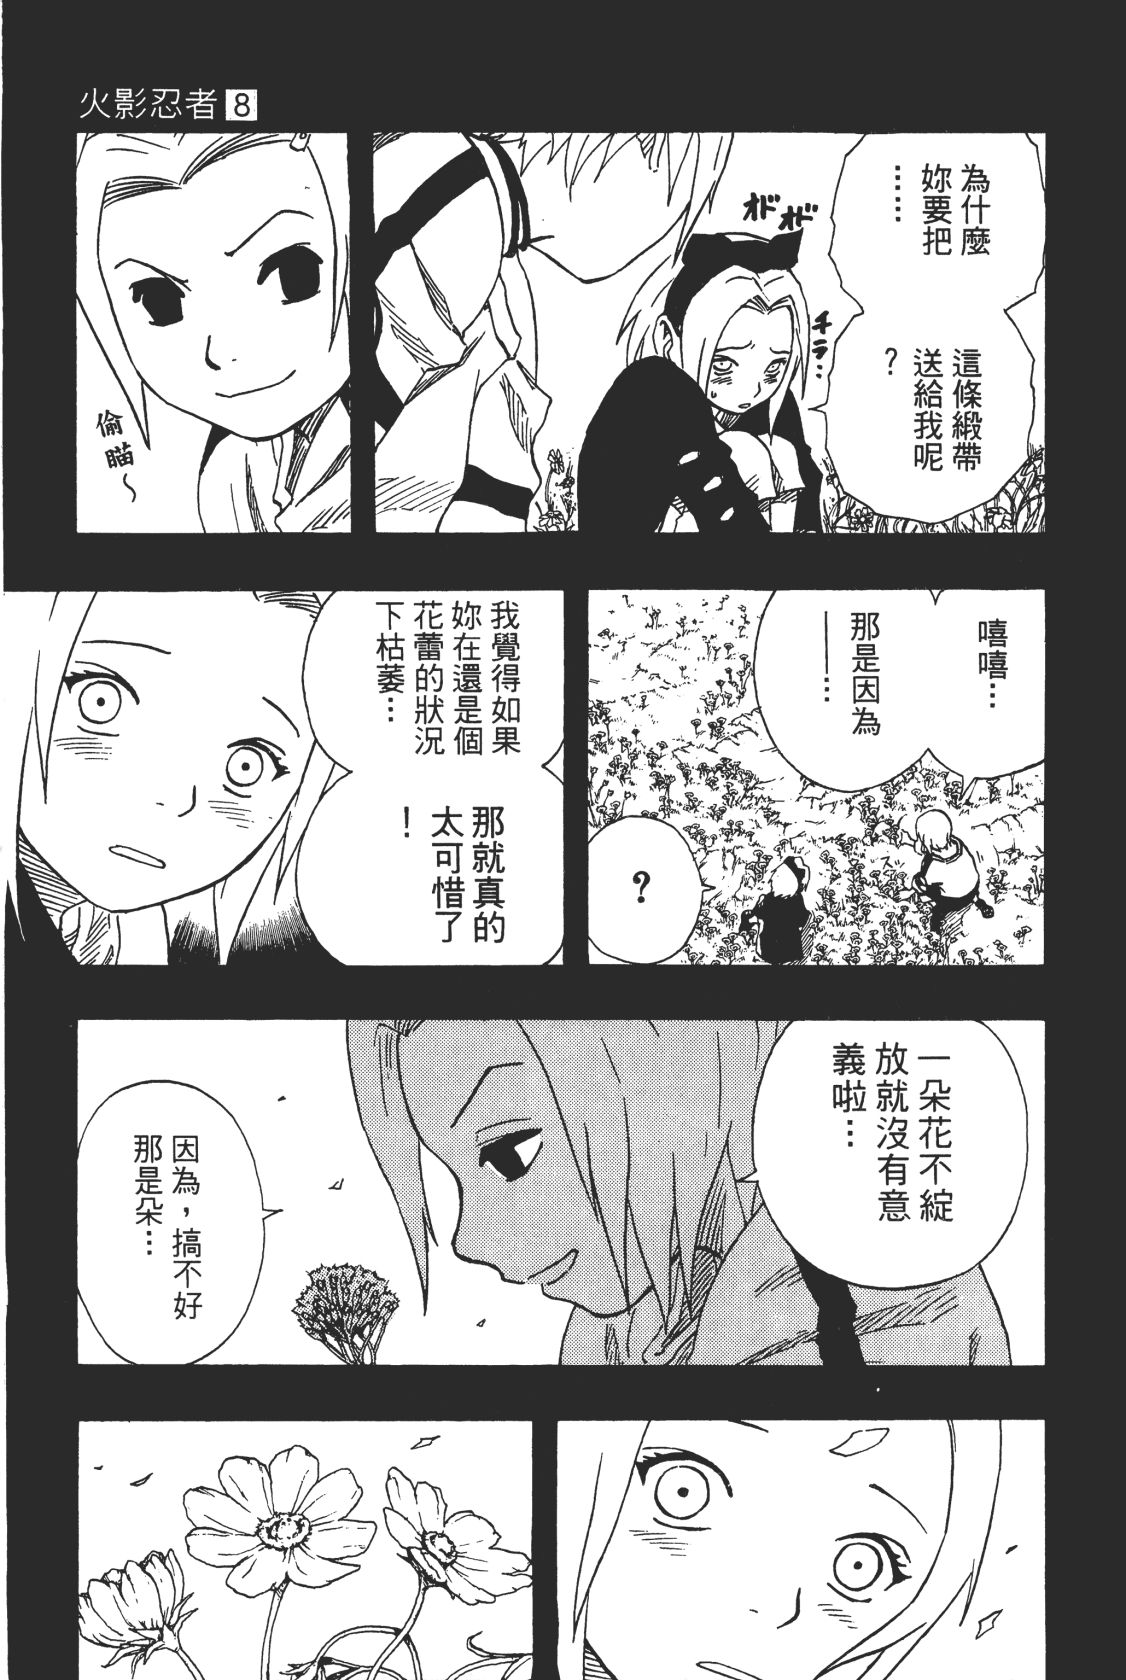 火影忍者8
為什麼
妳要把
……
這條緞帶
送給我呢
？
オドオド
チラ…
偷瞄~
嘻嘻…
那是因為
——…
？
スッ
我覺得如果
妳在還是個
花蕾的狀況
下枯萎…
那就真的
太可惜了
！
一朵花不綻
放就沒有意
義啦…
因為，搞不好
那是朵…